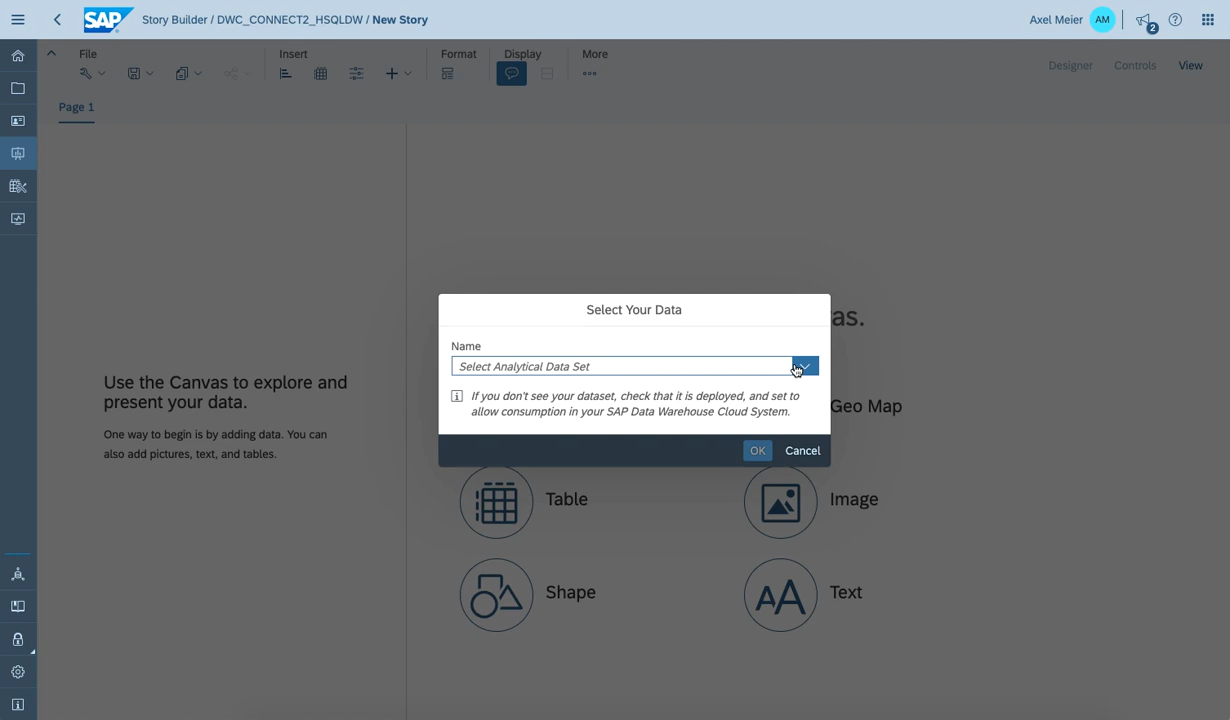 SAP Story Builder / DWC_CONNECT2_HSQLDW / New Story
Axel Meier AM 2
File Insert Format Display More
Designer Controls View
Page 1
as.
Select Your Data
Name
Select Analytical Data Set
If you don't see your dataset, check that it is deployed, and set to
allow consumption in your SAP Data Warehouse Cloud System.
OK Cancel
Use the Canvas to explore and
present your data.
One way to begin is by adding data. You can
also add pictures, text, and tables.
Geo Map
Table
Image
Shape
AA Text